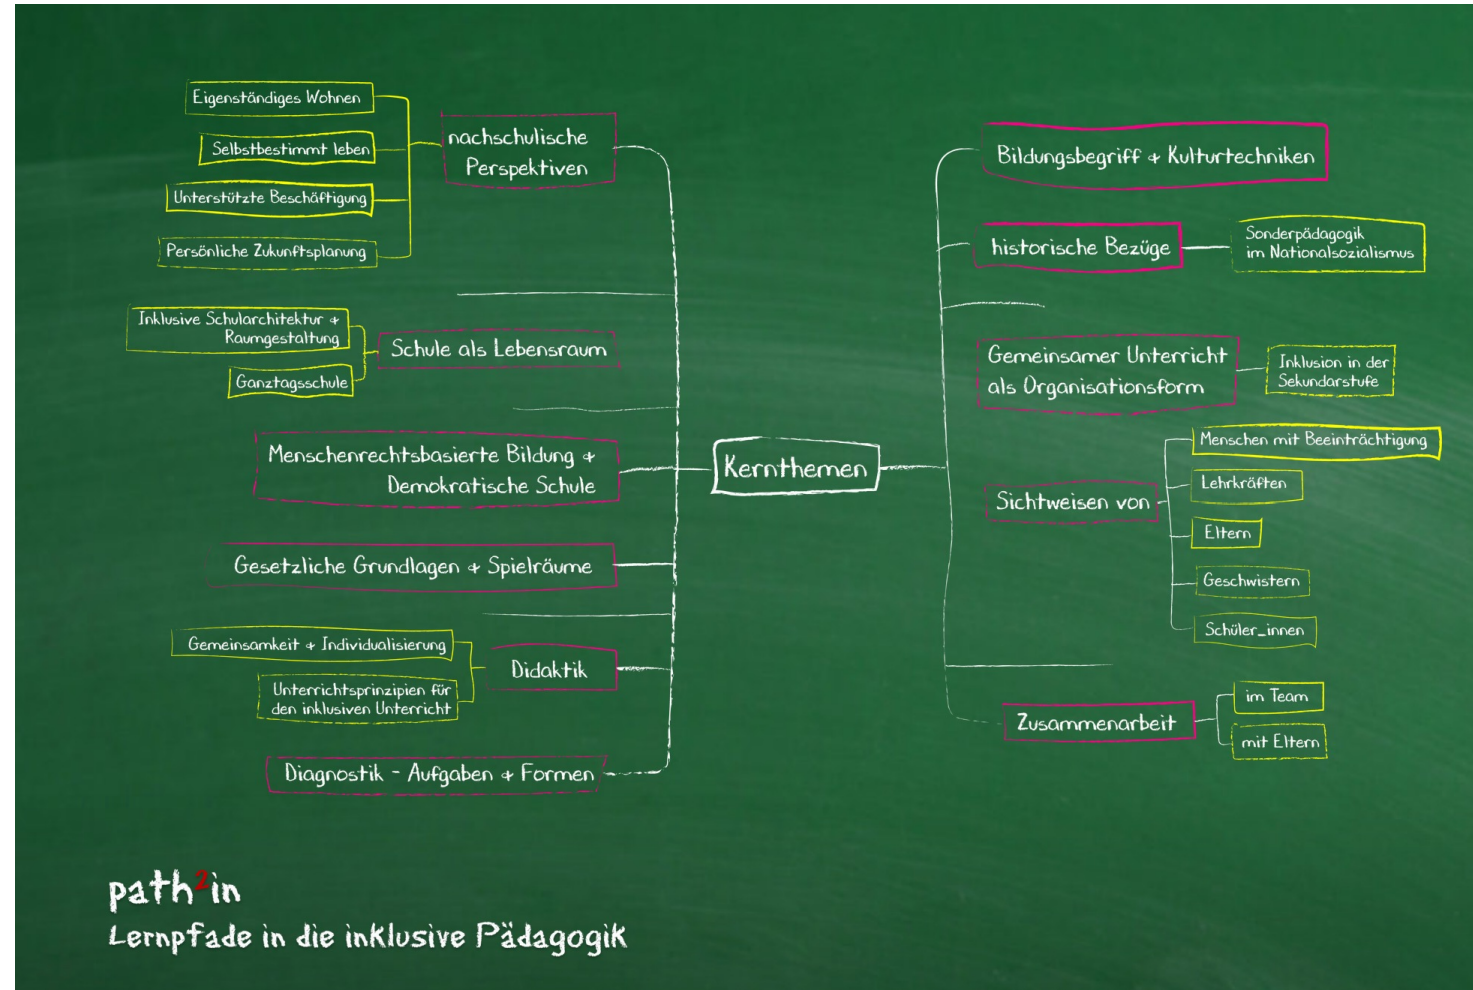 Eigenständiges Wohnen
Selbstbestimmt leben
Unterstützte Beschäftigung
Persönliche Zukunftsplanung
nachschulische
Perspektiven
Inklusive Schularchitektur &
Raumgestaltung
Ganztagsschule
Schule als Lebensraum
Menschenrechtsbasierte Bildung &
Demokratische Schule
Gesetzliche Grundlagen & Spielräume
Gemeinsamkeit & Individualisierung
Unterrichtsprinzipien für
den inklusiven Unterricht
Didaktik
Diagnostik - Aufgaben & Formen
Kernthemen
Bildungsbegriff & Kulturtechniken
historische Bezüge
Sonderpädagogik
im Nationalsozialismus
Gemeinsamer Unterricht
als Organisationsform
Inklusion in der
Sekundarstufe
Sichtweisen von
Menschen mit Beeinträchtigung
Lehrkräften
Eltern
Geschwistern
Schüler_innen
Zusammenarbeit
im Team
mit Eltern
path2in
Lernpfade in die inklusive Pädagogik